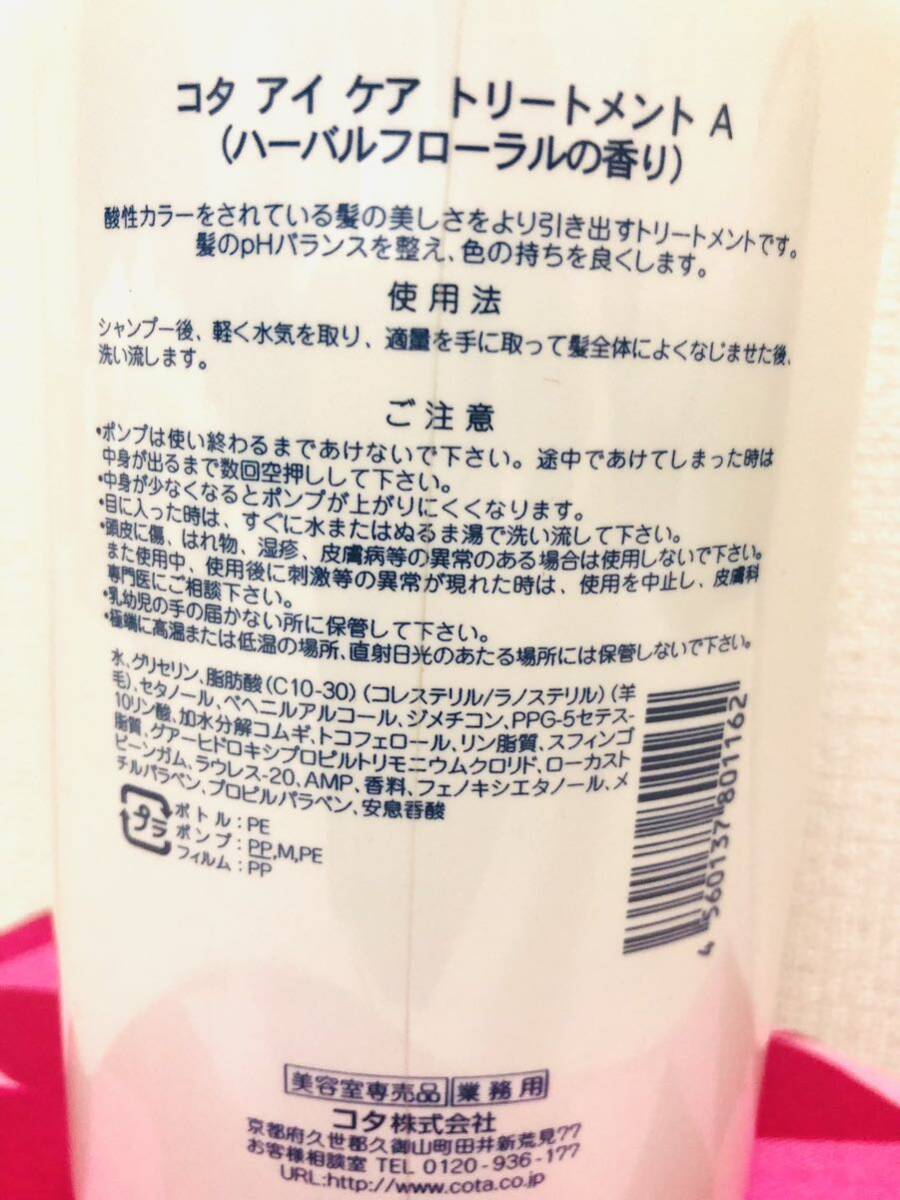 コタ アイ ケア トリートメント A
(ハーバルフローラルの香り)
酸性カラーをされている髪の美しさをより引き出すトリートメントです。
髪のpHバランスを整え、色の持ちを良くします。
使用法
シャンプー後、軽く水気を取り、適量を手に取って髪全体によくなじませた後、
洗い流します。
ご注意
•ポンプは使い終わるまであけないで下さい。途中であけてしまった時は
中身が出るまで数回空押しして下さい。
•中身が少なくなるとポンプが上がりにくくなります。
•目に入った時は、すぐに水またはぬるま湯で洗い流して下さい。
•頭皮に傷、はれ物、湿疹、皮膚病等の異常のある場合は使用しないで下さい。
また使用中、使用後に刺激等の異常が現れた時は、使用を中止し、皮膚科
専門医にご相談下さい。
•乳幼児の手の届かない所に保管して下さい。
•極端に高温または低温の場所、直射日光のあたる場所には保管しないで下さい。
水、グリセリン、脂肪酸(C10-30)(コレステリル/ラノステリル)(羊
毛)、セタノール、ベヘニルアルコール、ジメチコン、PPG-5セテス-
10リン酸、加水分解コムギ、トコフェロール、リン脂質、スフィンゴ
脂質、グアーヒドロキシプロピルトリモニウムクロリド、ローカスト
ビーンガム、ラウレス-20、AMP、香料、フェノキシエタノール、メ
チルパラベン、プロピルパラベン、安息香酸
プラ
ボトル:PE
ポンプ:PP,M,PE
フィルム:PP
4560137801162
美容室専売品 業務用
コタ株式会社
京都府久世郡久御山町田井新荒見77
お客様相談室 TEL 0120-936-177
URL:http://www.cota.co.jp